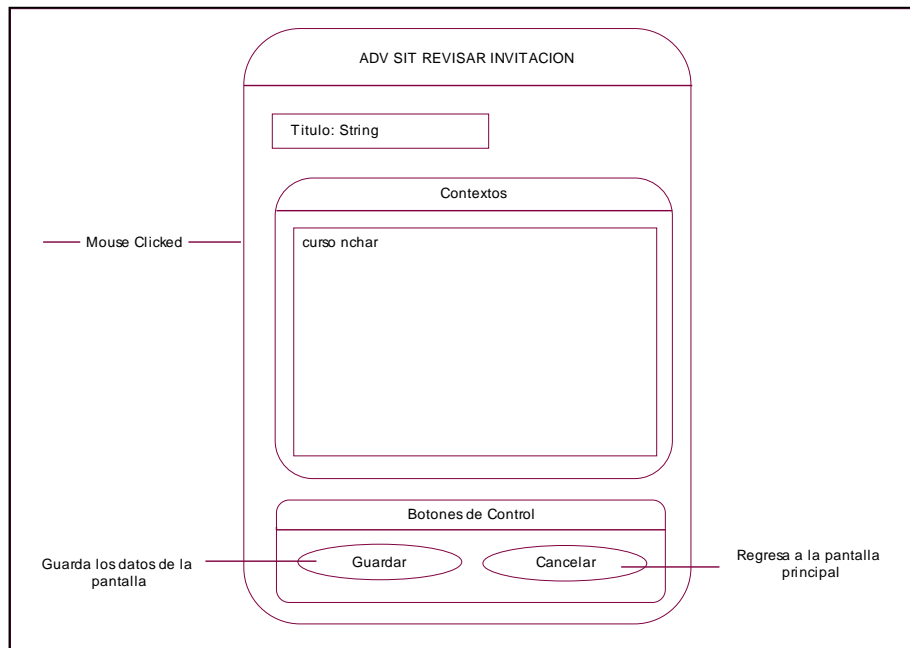 ADV SIT REVISAR INVITACION
Titulo: String
Contextos
Mouse Clicked
curso nchar
Botones de Control
Guarda los datos de la
pantalla
Guardar
Cancelar
Regresa a la pantalla
principal